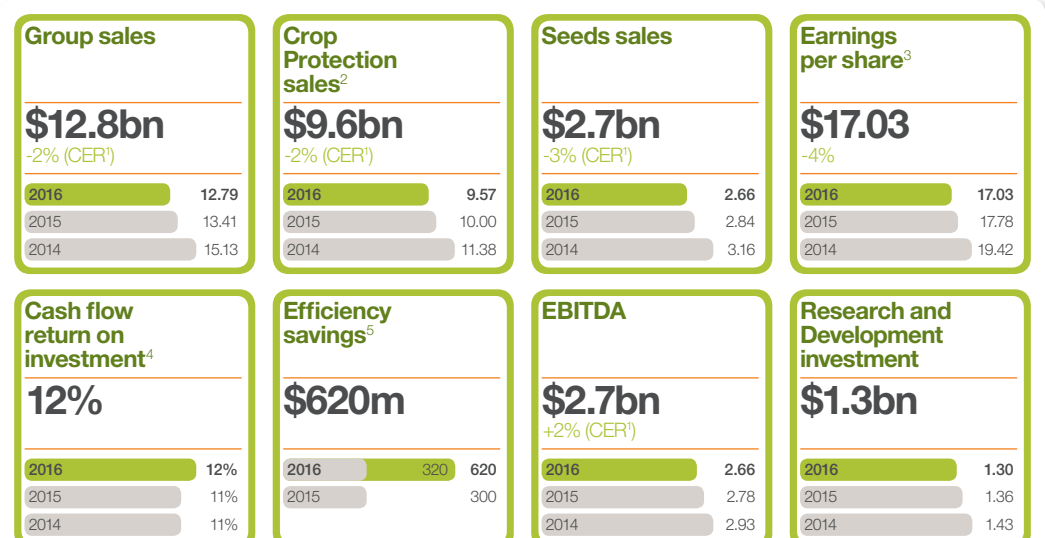 Group sales
$12.8bn
-2% (CER¹)
2016 12.79
2015 13.41
2014 15.13
Crop
Protection
sales²
$9.6bn
-2% (CER¹)
2016 9.57
2015 10.00
2014 11.38
Seeds sales
$2.7bn
-3% (CER¹)
2016 2.66
2015 2.84
2014 3.16
Earnings
per share³
$17.03
-4%
2016 17.03
2015 17.78
2014 19.42
Cash flow
return on
investment⁴
12%
2016 12%
2015 11%
2014 11%
Efficiency
savings⁵
$620m
2016 320 620
2015 300
EBITDA
$2.7bn
+2% (CER¹)
2016 2.66
2015 2.78
2014 2.93
Research and
Development
investment
$1.3bn
2016 1.30
2015 1.36
2014 1.43